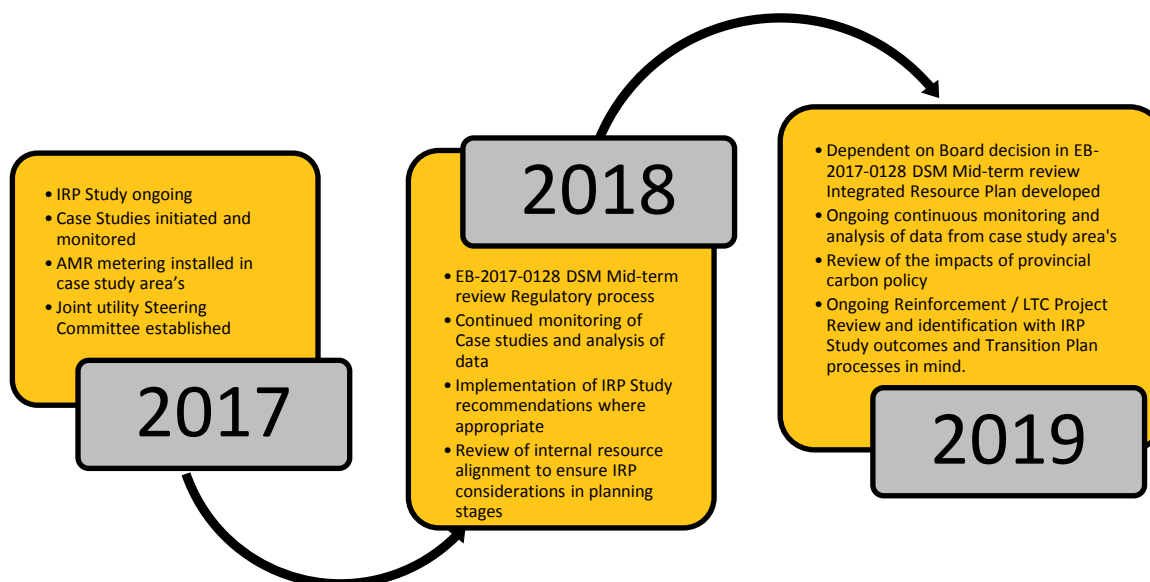 • IRP Study ongoing
• Case Studies initiated and
monitored
• AMR metering installed in
case study area’s
• Joint utility Steering
Committee established
2017
2018
• EB-2017-0128 DSM Mid-term
review Regulatory process
• Continued monitoring of
Case studies and analysis of
data
• Implementation of IRP Study
recommendations where
appropriate
• Review of internal resource
alignment to ensure IRP
considerations in planning
stages
• Dependent on Board decision in EB-
2017-0128 DSM Mid-term review
Integrated Resource Plan developed
• Ongoing continuous monitoring and
analysis of data from case study area's
• Review of the impacts of provincial
carbon policy
• Ongoing Reinforcement / LTC Project
Review and identification with IRP
Study outcomes and Transition Plan
processes in mind.
2019